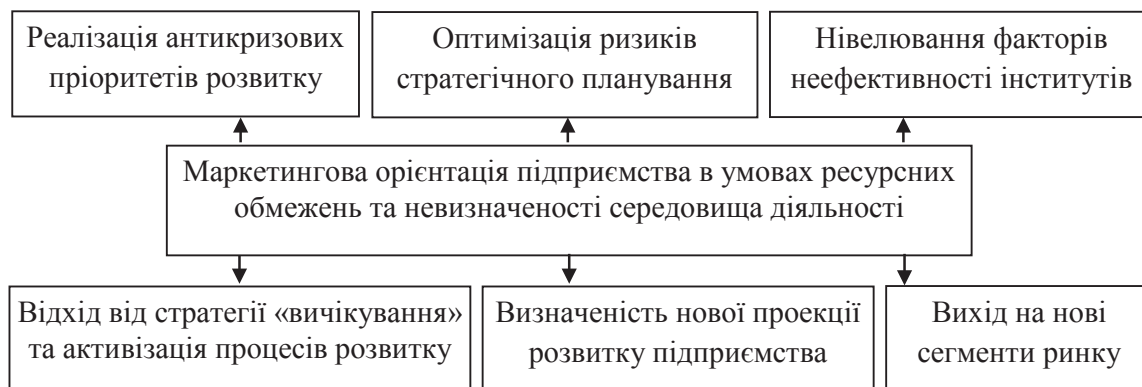 Реалізація антикризових
пріоритетів розвитку
Оптимізація ризиків
стратегічного планування
Нівелювання факторів
неефективності інститутів
Маркетингова орієнтація підприємства в умовах ресурсних
обмежень та невизначеності середовища діяльності
Відхід від стратегії «вичікування»
та активізація процесів розвитку
Визначеність нової проекції
розвитку підприємства
Вихід на нові
сегменти ринку